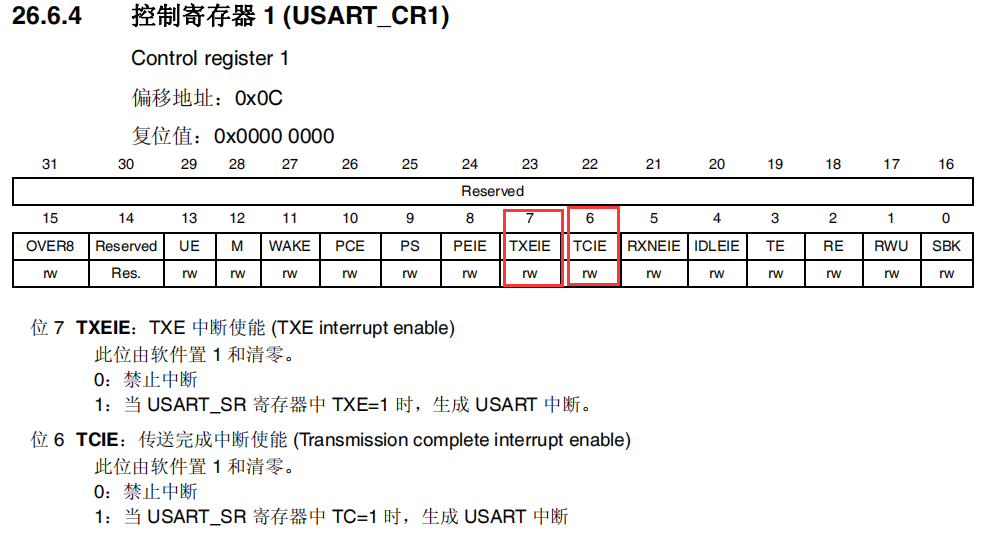 26.6.4 控制寄存器 1 (USART_CR1)
Control register 1
偏移地址：0x0C
复位值：0x0000 0000
31 30 29 28 27 26 25 24 23 22 21 20 19 18 17 16
Reserved
15 14 13 12 11 10 9 8 7 6 5 4 3 2 1 0
OVER8 Reserved UE M WAKE PCE PS PEIE TXEIE TCIE RXNEIE IDLEIE TE RE RWU SBK
rw Res. rw rw rw rw rw rw rw rw rw rw rw rw rw rw
位 7 TXEIE：TXE 中断使能 (TXE interrupt enable)
此位由软件置 1 和清零。
0：禁止中断
1：当 USART_SR 寄存器中 TXE=1 时，生成 USART 中断。
位 6 TCIE：传送完成中断使能 (Transmission complete interrupt enable)
此位由软件置 1 和清零。
0：禁止中断
1：当 USART_SR 寄存器中 TC=1 时，生成 USART 中断